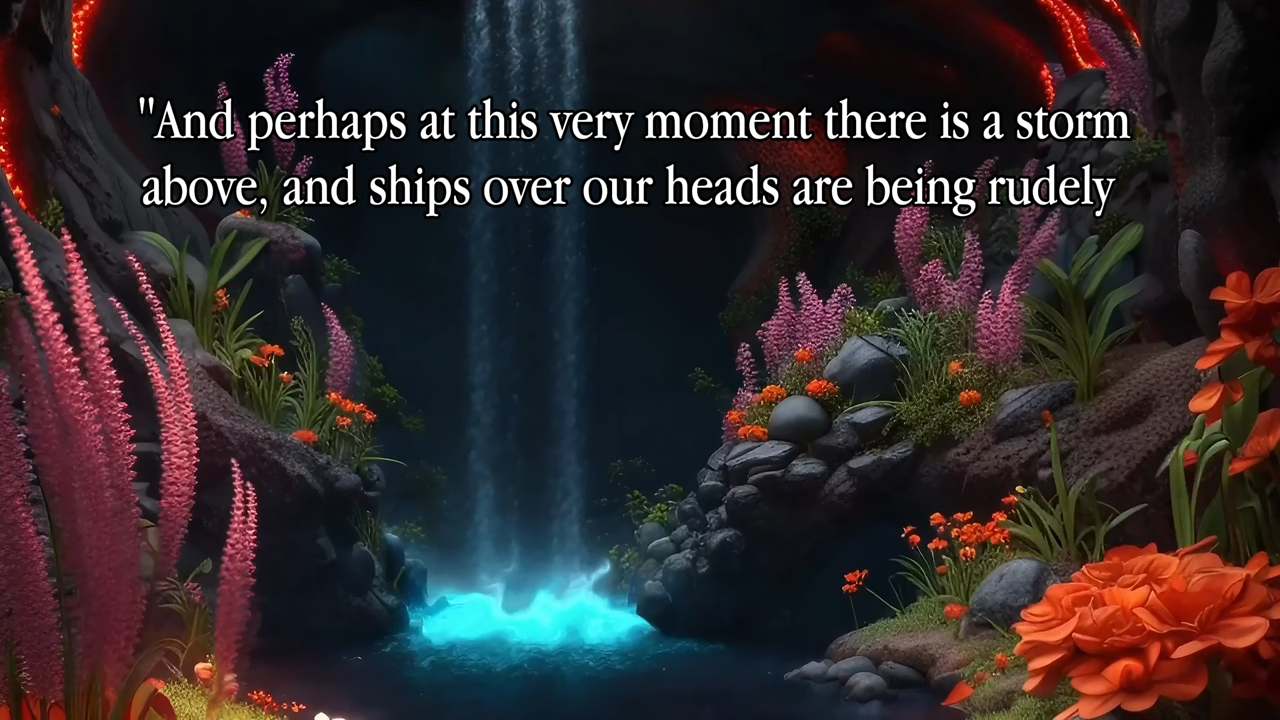 "And perhaps at this very moment there is a storm
above, and ships over our heads are being rudely